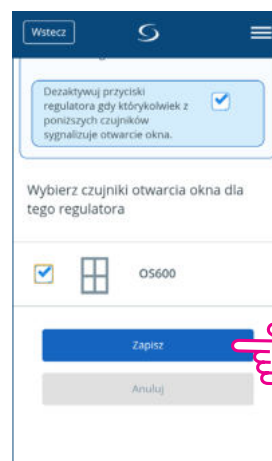 Wstecz
Dezaktywuj przyciski
regulatora gdy którykolwiek z
poniższych czujników
sygnalizuje otwarcie okna.
Wybierz czujniki otwarcia okna dla
tego regulatora
OS600
Zapisz
Anuluj